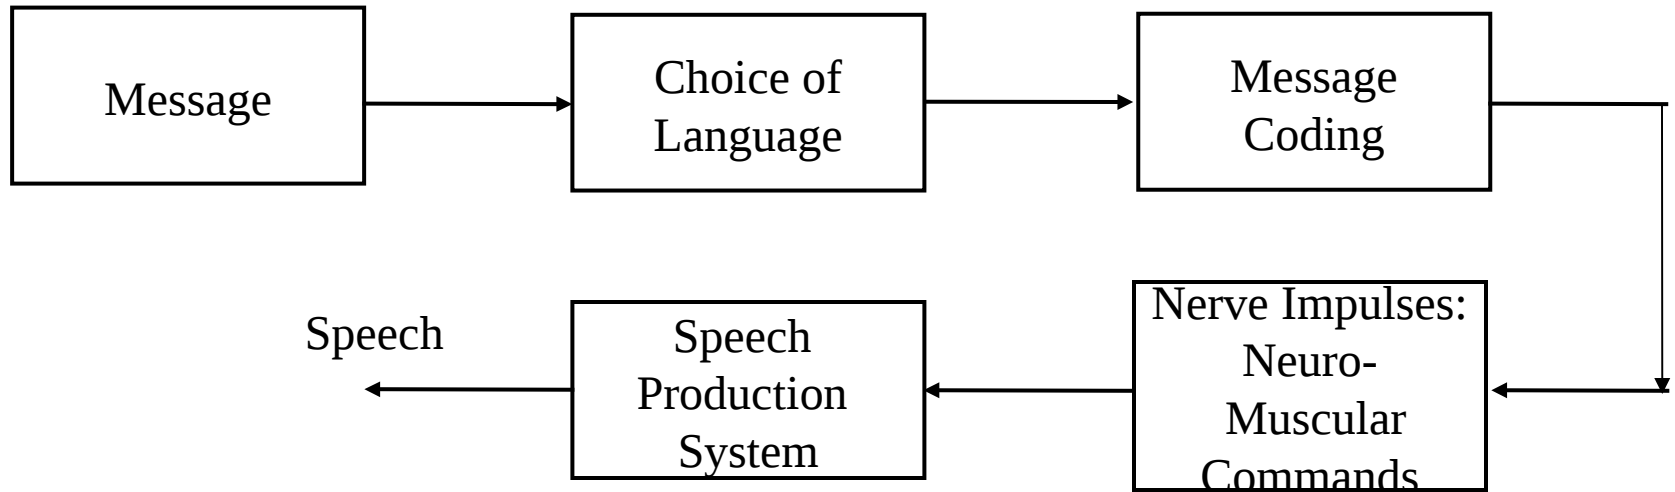 Message
Choice of
Language
Message
Coding
Nerve Impulses:
Neuro-
Muscular
Commands
Speech
Production
System
Speech